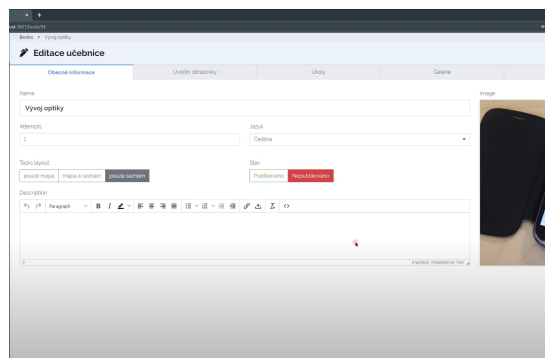 +
Books > Vývoj optiky
Editace učebnice
Obecné informace
Úvodní obrazovky
Úkoly
Galerie
Name
Image
Vývoj optiky
Attempts
Jazyk
1
Čeština
Tasks layout
Stav
pouze mapa mapa a seznam pouze seznam
Publikováno Nepublikováno
Description
Paragraph B I
0 WORDS POWERED BY TINY